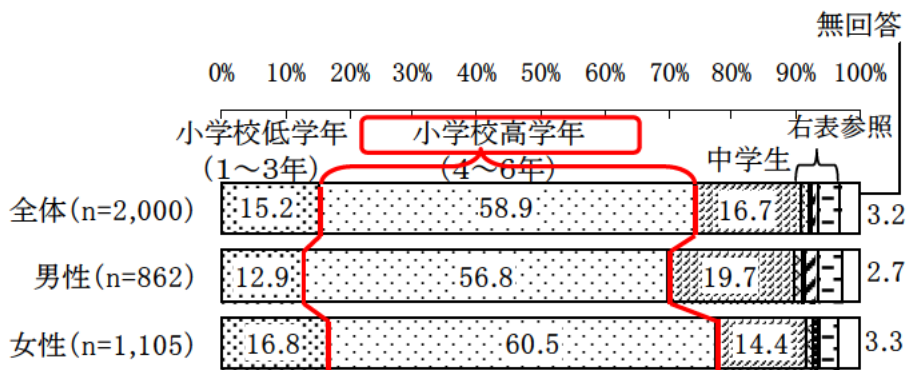 無回答
0% 10% 20% 30% 40% 50% 60% 70% 80% 90% 100%
小学校低学年 小学校高学年 右表参照
(1～3年) (4～6年) 中学生
全体(n=2,000) 15.2 58.9 16.7 3.2
男性(n=862) 12.9 56.8 19.7 2.7
女性(n=1,105) 16.8 60.5 14.4 3.3